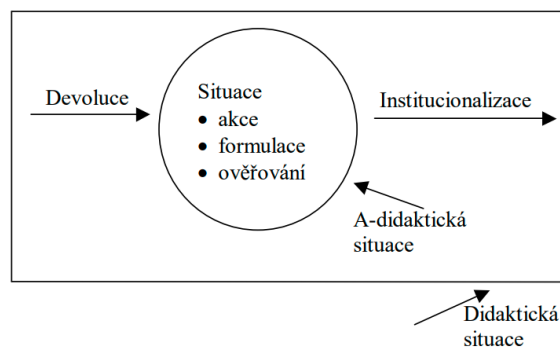 Devoluce
Situace
• akce
• formulace
• ověřování
Institucionalizace
A-didaktická
situace
Didaktická
situace